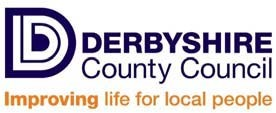 DERBYSHIRE
County Council
Improving life for local people